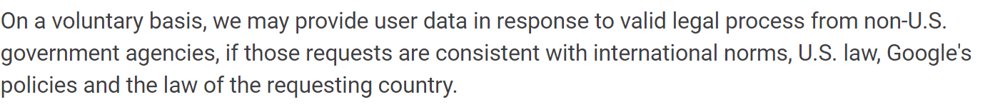 On a voluntary basis, we may provide user data in response to valid legal process from non-U.S.
government agencies, if those requests are consistent with international norms, U.S. law, Google's
policies and the law of the requesting country.